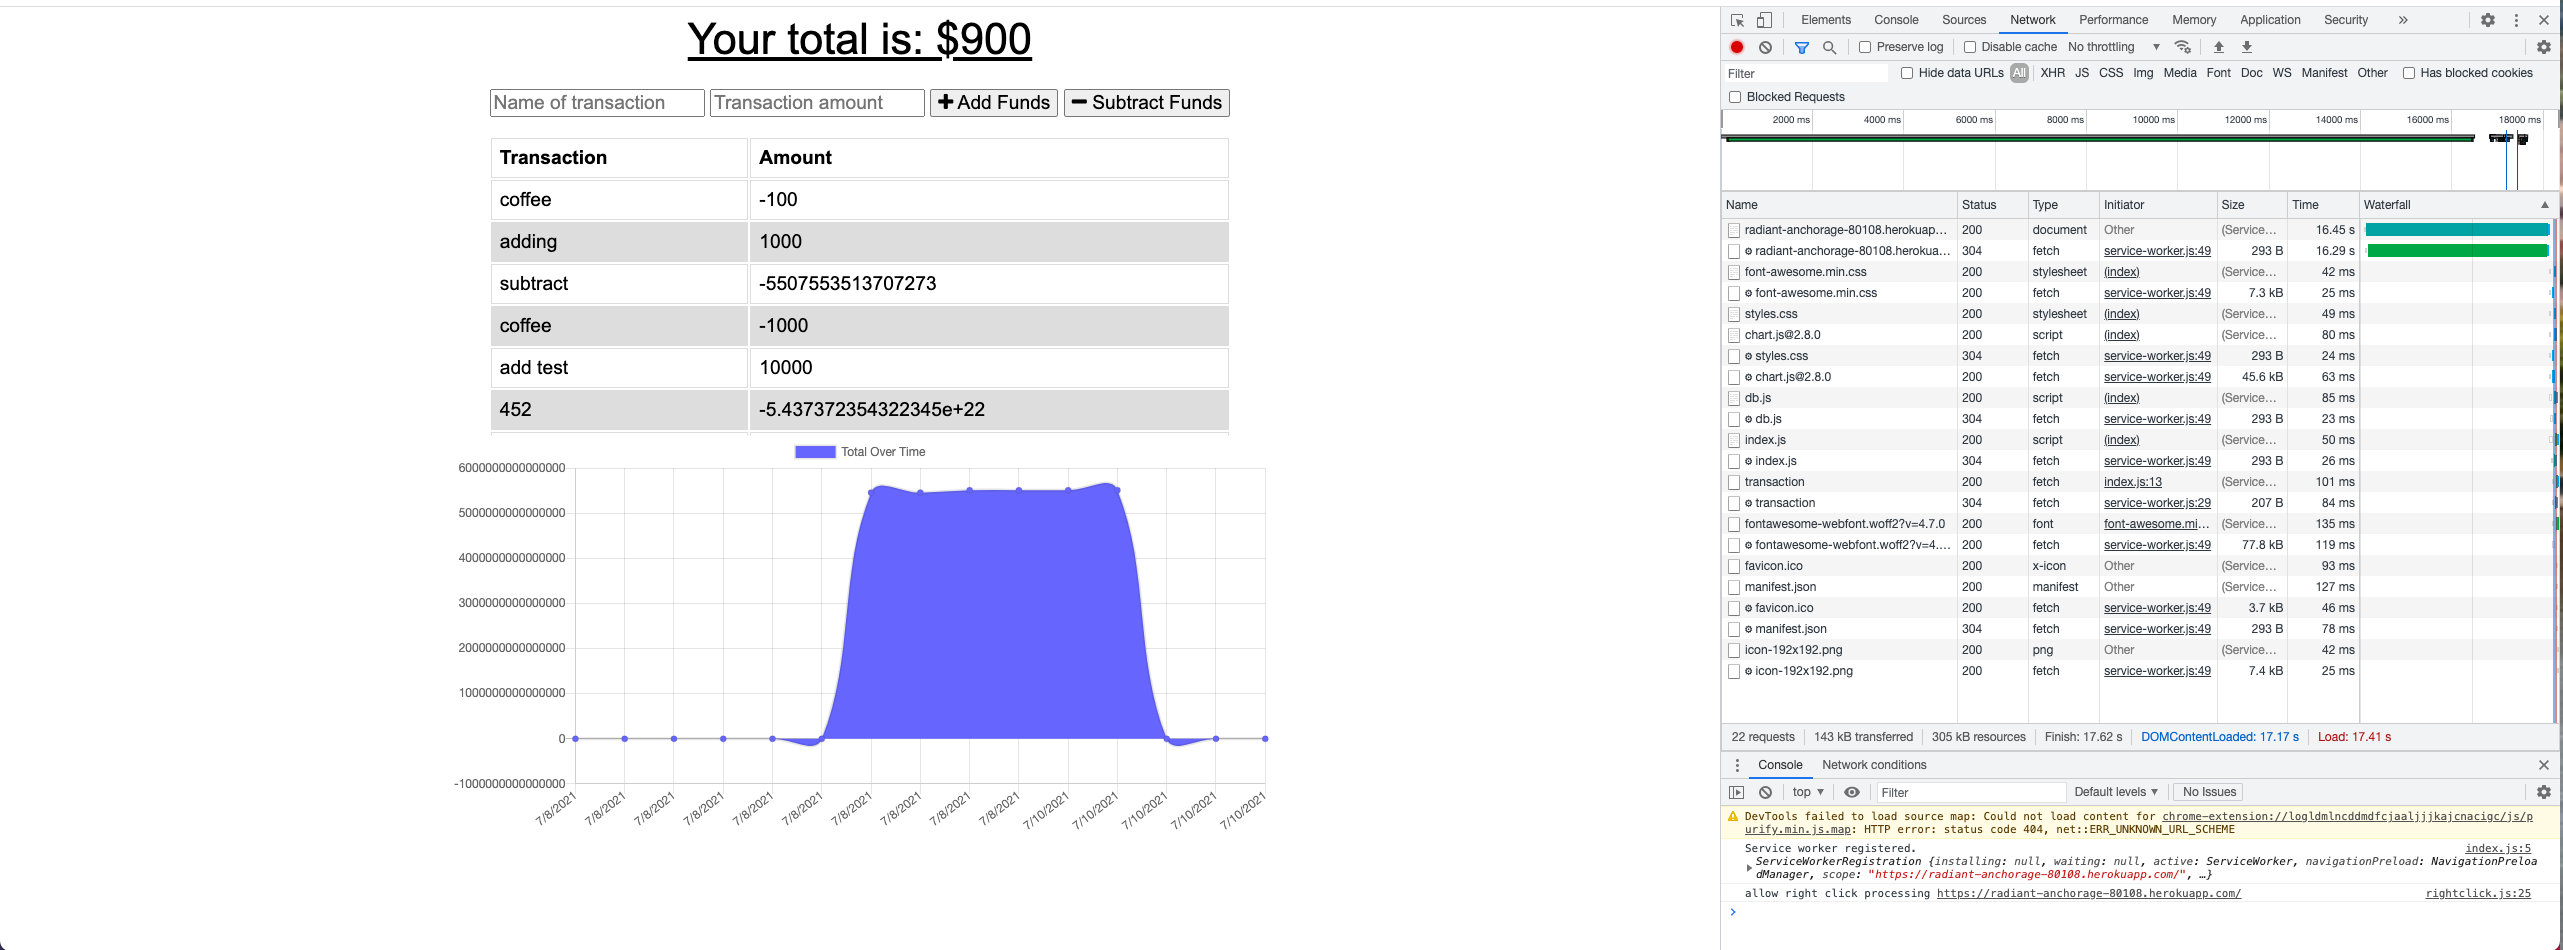 Your total is: $900
Name of transaction Transaction amount Add Funds Subtract Funds
Transaction Amount
coffee -100
adding 1000
subtract -5507553513707273
coffee -1000
add test 10000
452 -5.437372354322345e+22
Total Over Time
6000000000000000
5000000000000000
4000000000000000
3000000000000000
2000000000000000
1000000000000000
0
-1000000000000000
7/8/2021 7/8/2021 7/8/2021 7/8/2021 7/8/2021 7/8/2021 7/8/2021 7/8/2021 7/8/2021 7/10/2021 7/10/2021 7/10/2021 7/10/2021 7/10/2021
Elements Console Sources Network Performance Memory Application Security »
Preserve log Disable cache No throttling
Filter Hide data URLs All XHR JS CSS Img Media Font Doc WS Manifest Other Has blocked cookies
Blocked Requests
2000 ms 4000 ms 6000 ms 8000 ms 10000 ms 12000 ms 14000 ms 16000 ms 18000 ms
Name Status Type Initiator Size Time Waterfall
radiant-anchorage-80108.herokuap... 200 document Other (Service... 16.45 s
radiant-anchorage-80108.herokua... 304 fetch service-worker.js:49 293 B 16.29 s
font-awesome.min.css 200 stylesheet (index) (Service... 42 ms
font-awesome.min.css 200 fetch service-worker.js:49 7.3 kB 25 ms
styles.css 200 stylesheet (index) (Service... 49 ms
chart.js@2.8.0 200 script (index) (Service... 80 ms
styles.css 304 fetch service-worker.js:49 293 B 24 ms
chart.js@2.8.0 200 fetch service-worker.js:49 45.6 kB 63 ms
db.js 200 script (index) (Service... 85 ms
db.js 304 fetch service-worker.js:49 293 B 23 ms
index.js 200 script (index) (Service... 50 ms
index.js 304 fetch service-worker.js:49 293 B 26 ms
transaction 200 fetch index.js:13 (Service... 101 ms
transaction 304 fetch service-worker.js:29 207 B 84 ms
fontawesome-webfont.woff2?v=4.7.0 200 font font-awesome.mi... (Service... 135 ms
fontawesome-webfont.woff2?v=4.... 200 fetch service-worker.js:49 77.8 kB 119 ms
favicon.ico 200 x-icon Other (Service... 93 ms
manifest.json 200 manifest Other (Service... 127 ms
favicon.ico 200 fetch service-worker.js:49 3.7 kB 46 ms
manifest.json 304 fetch service-worker.js:49 293 B 78 ms
icon-192x192.png 200 png Other (Service... 42 ms
icon-192x192.png 200 fetch service-worker.js:49 7.4 kB 25 ms
22 requests 143 kB transferred 305 kB resources Finish: 17.62 s DOMContentLoaded: 17.17 s Load: 17.41 s
Console Network conditions
top Filter Default levels No Issues
DevTools failed to load source map: Could not load content for chrome-extension://logldmlncddmdfcjaaljjjkajcnacigc/js/p
urify.min.js.map: HTTP error: status code 404, net::ERR_UNKNOWN_URL_SCHEME
Service worker registered. index.js:5
ServiceWorkerRegistration {installing: null, waiting: null, active: ServiceWorker, navigationPreload: NavigationPreloa
dManager, scope: "https://radiant-anchorage-80108.herokuapp.com/", …}
allow right click processing https://radiant-anchorage-80108.herokuapp.com/ rightclick.js:25